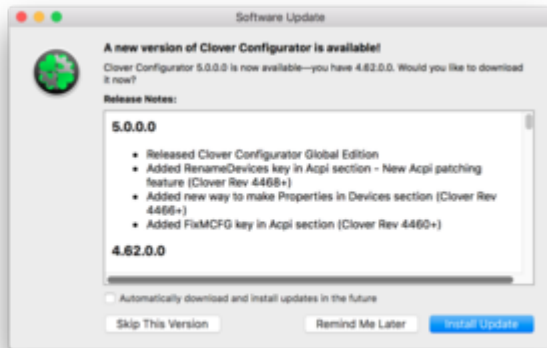 Software Update
A new version of Clover Configurator is available!
Clover Configurator 5.0.0.0 is now available—you have 4.62.0.0. Would you like to download
it now?
Release Notes:
5.0.0.0
• Released Clover Configurator Global Edition
• Added RenameDevices key in Acpi section - New Acpi patching
feature (Clover Rev 4468+)
• Added new way to make Properties in Devices section (Clover Rev
4466+)
• Added FixMCFG key in Acpi section (Clover Rev 4460+)
4.62.0.0
Automatically download and install updates in the future
Skip This Version
Remind Me Later
Install Update